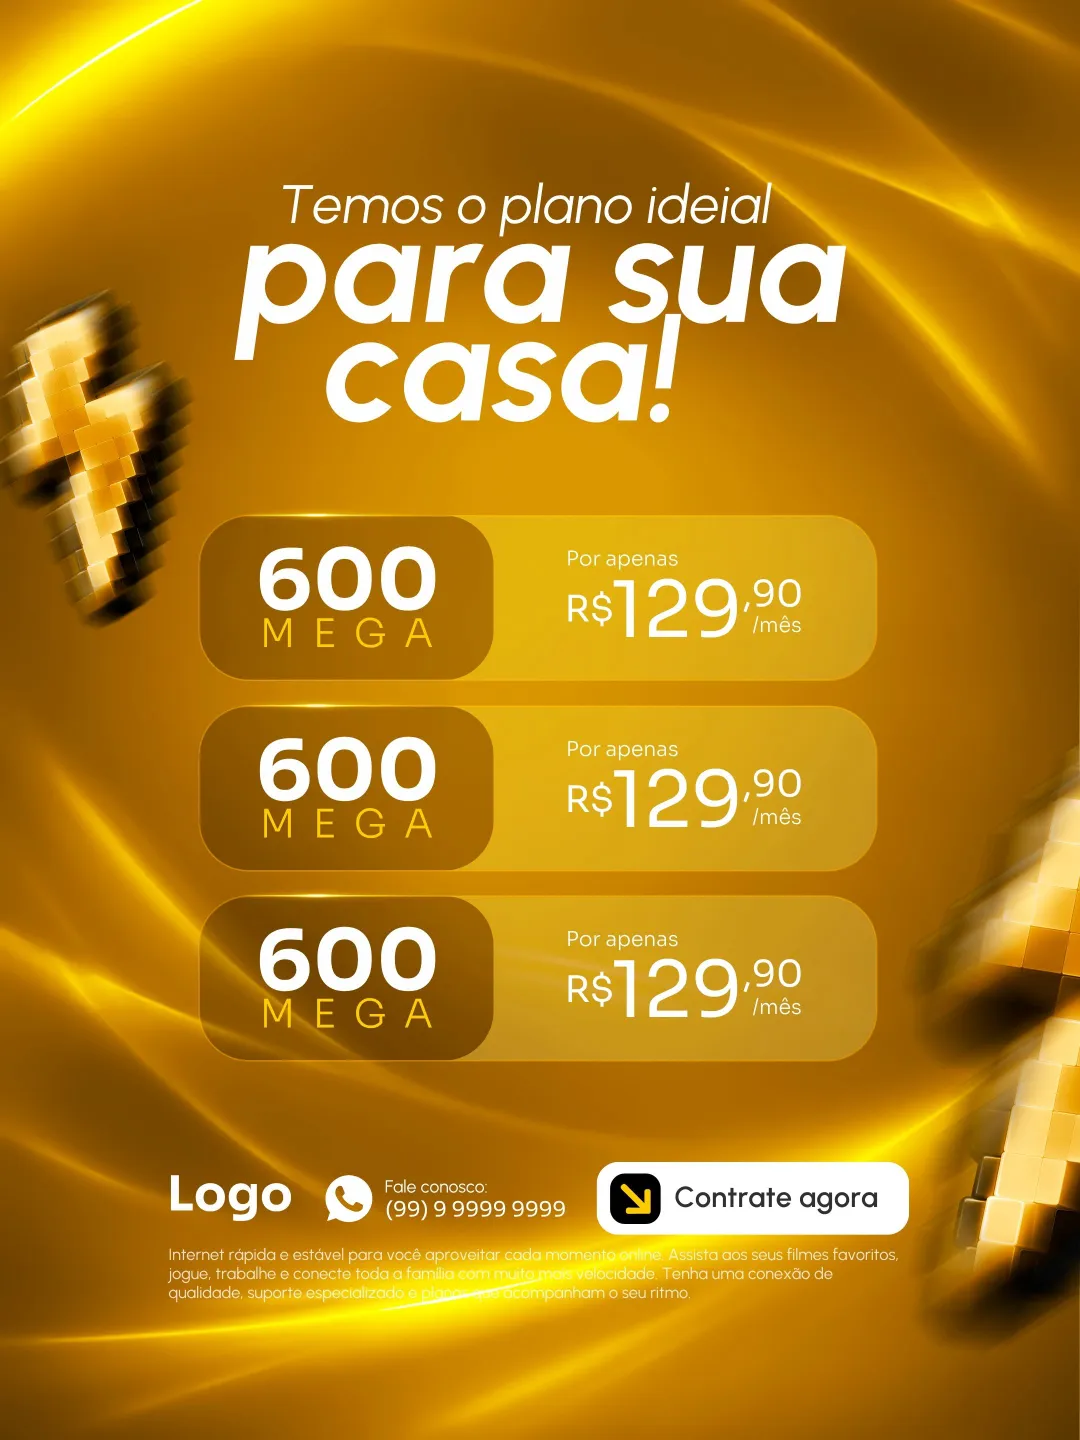 Temos o plano ideial
para sua
casa!
600
MEGA
Por apenas
R$129,90
/mês
600
MEGA
Por apenas
R$129,90
/mês
600
MEGA
Por apenas
R$129,90
/mês
Logo
Fale conosco:
(99) 9 9999 9999
Contrate agora
Internet rápida e estável para você aproveitar cada momento online. Assista aos seus filmes favoritos,
jogue, trabalhe e conecte toda a família com muita mais velocidade. Tenha uma conexão de
qualidade, suporte especializado e planos que acompanham o seu ritmo.